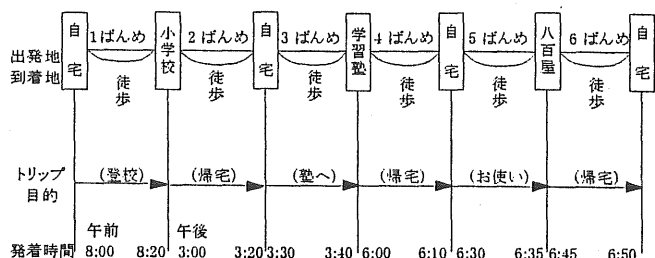 自宅 1ばんめ 小学校 2ばんめ 自宅 3ばんめ 学習塾 4ばんめ 自宅 5ばんめ 八百屋 6ばんめ 自宅
出発地
到着地
徒歩 徒歩 徒歩 徒歩 徒歩 徒歩
トリップ目的 (登校) (帰宅) (塾へ) (帰宅) (お使い) (帰宅)
午前 午後
発着時間 8:00 8:20 3:00 3:20 3:30 3:40 6:00 6:10 6:30 6:35 6:45 6:50